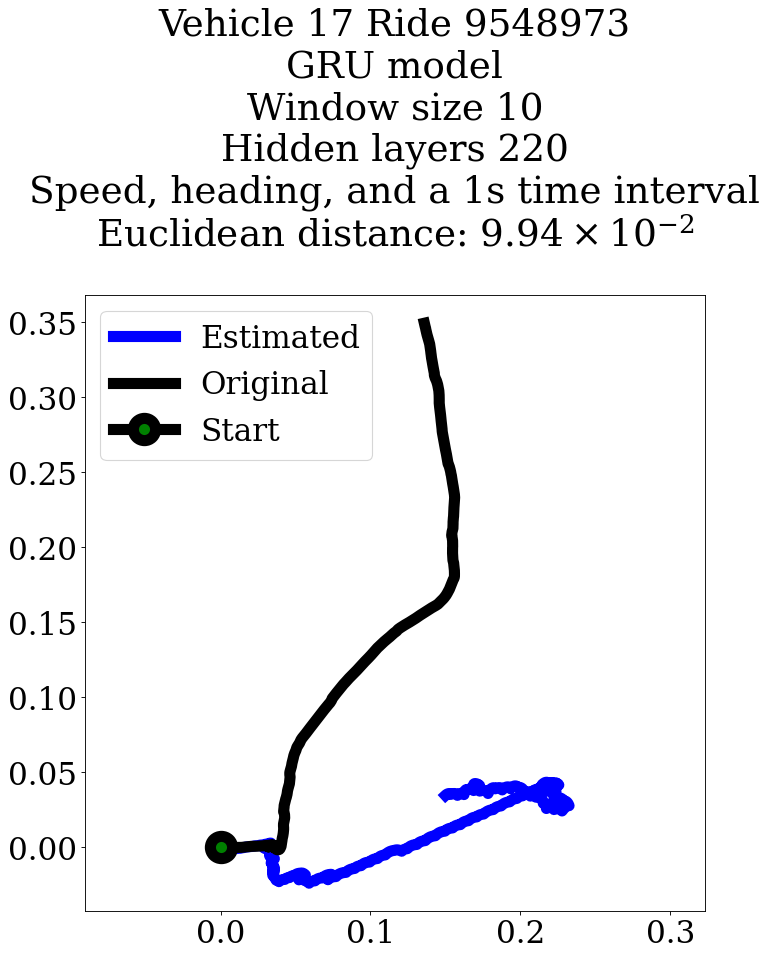 Vehicle 17 Ride 9548973
GRU model
Window size 10
Hidden layers 220
Speed, heading, and a 1s time interval
Euclidean distance: 9.94 × 10⁻²
Estimated
Original
Start
0.35
0.30
0.25
0.20
0.15
0.10
0.05
0.00
0.0 0.1 0.2 0.3